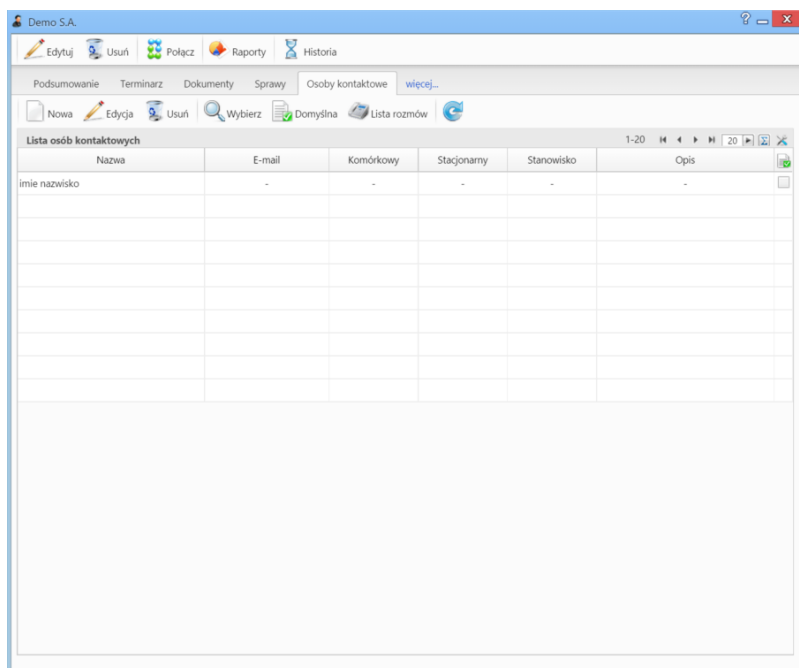 Demo S.A.
Edytuj Usuń Połącz Raporty Historia
Podsumowanie Terminarz Dokumenty Sprawy Osoby kontaktowe więcej...
Nowa Edycja Usuń Wybierz Domyślna Lista rozmów
Lista osób kontaktowych 1-20 20
Nazwa E-mail Komórkowy Stacjonarny Stanowisko Opis
imie nazwisko - - - - -